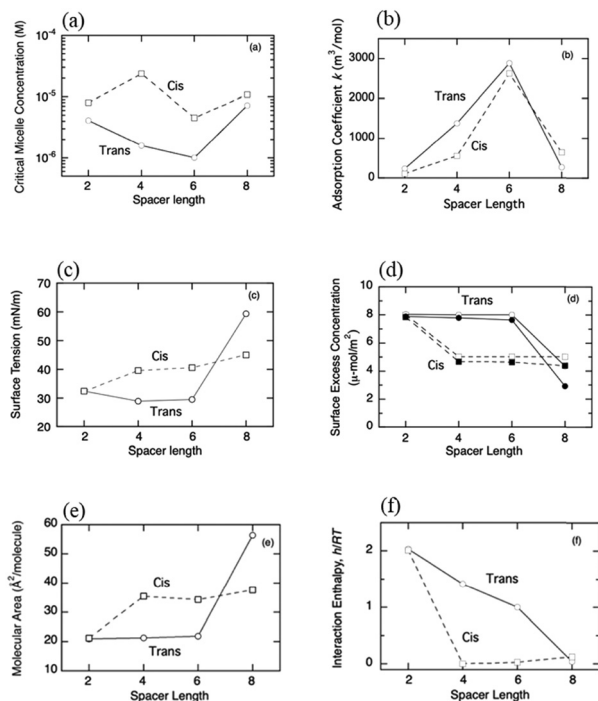 (a)
Critical Micelle Concentration (M)
10⁻⁴
10⁻⁵
10⁻⁶
(a)
Cis
Trans
2 4 6 8
Spacer length
(b)
Adsorption Coefficient k (m³/mol)
3000
2000
1000
0
(b)
Trans
Cis
2 4 6 8
Spacer Length
(c)
Surface Tension (mN/m)
70
60
50
40
30
20
(c)
Cis
Trans
2 4 6 8
Spacer length
(d)
Surface Excess Concentration
(μ-mol/m²)
10
8
6
4
2
0
(d)
Trans
Cis
2 4 6 8
Spacer Length
(e)
Molecular Area (Å²/molecule)
60
50
40
30
20
10
(e)
Cis
Trans
2 4 6 8
Spacer Length
(f)
Interaction Enthalpy, h/RT
2
1
0
(f)
Trans
Cis
2 4 6 8
Spacer Length